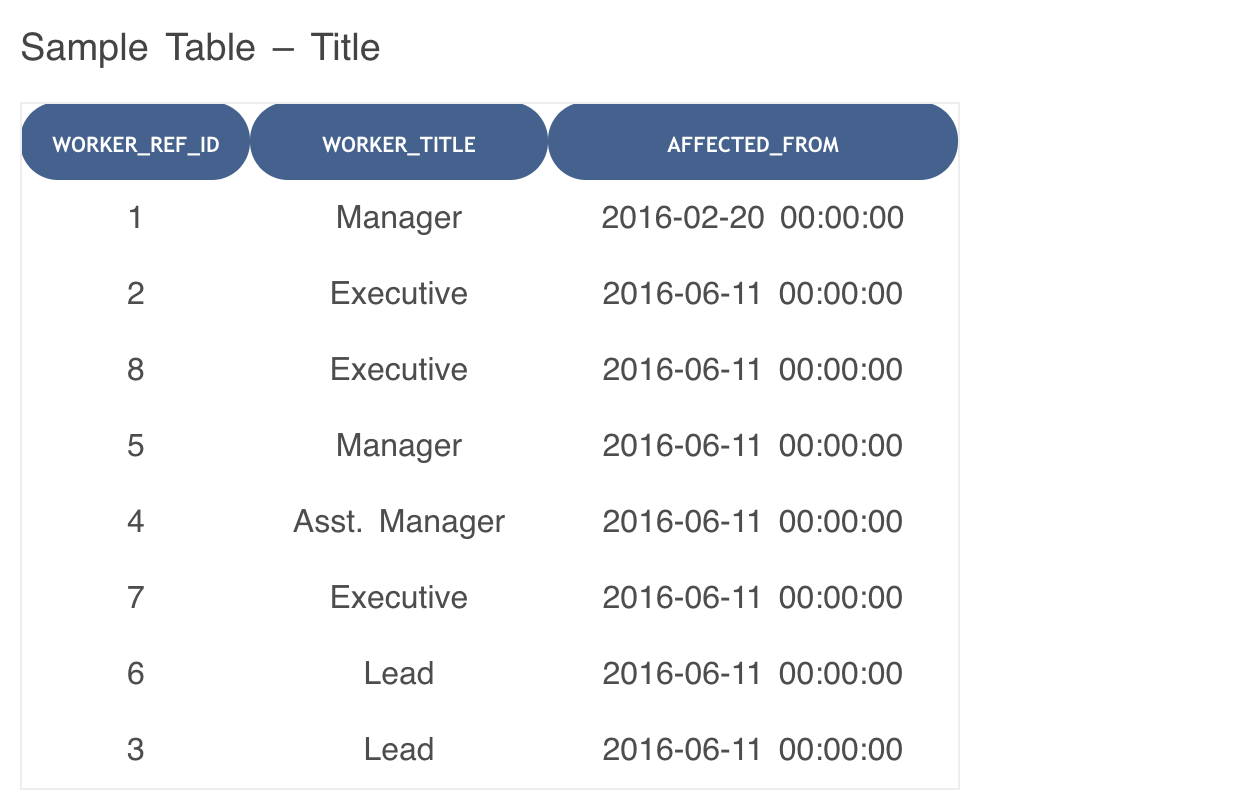 Sample Table – Title
WORKER_REF_ID WORKER_TITLE AFFECTED_FROM
1 Manager 2016-02-20 00:00:00
2 Executive 2016-06-11 00:00:00
8 Executive 2016-06-11 00:00:00
5 Manager 2016-06-11 00:00:00
4 Asst. Manager 2016-06-11 00:00:00
7 Executive 2016-06-11 00:00:00
6 Lead 2016-06-11 00:00:00
3 Lead 2016-06-11 00:00:00